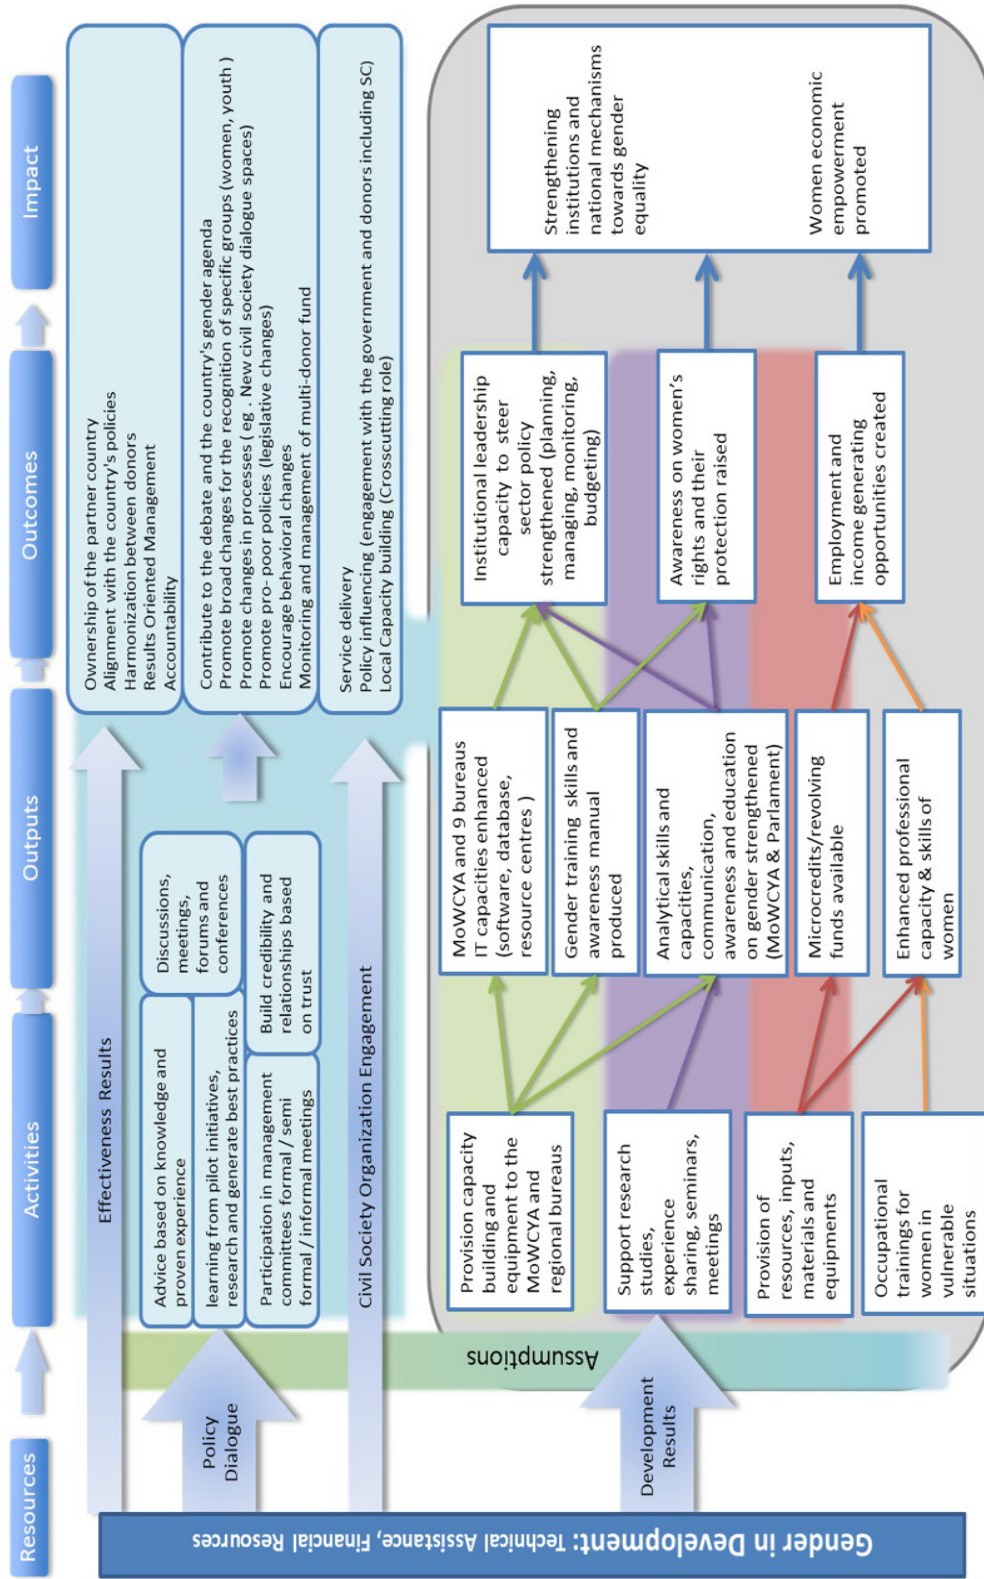 Resources
Activities
Outputs
Outcomes
Impact
Gender in Development: Technical Assistance, Financial Resources
Effectiveness Results
Ownership of the partner country
Alignment with the country's policies
Harmonization between donors
Results Oriented Management
Accountability
Policy
Dialogue
Advice based on knowledge and
proven experience
learning from pilot initiatives,
research and generate best practices
Participation in management
committees formal / semi
formal / informal meetings
Discussions,
meetings,
forums and
conferences
Build credibility and
relationships based
on trust
Contribute to the debate and the country's gender agenda
Promote broad changes for the recognition of specific groups (women, youth )
Promote changes in processes ( eg . New civil society dialogue spaces)
Promote pro- poor policies (legislative changes)
Encourage behavioral changes
Monitoring and management of multi-donor fund
Civil Society Organization Engagement
Service delivery
Policy influencing (engagement with the government and donors including SC)
Local Capacity building (Crosscutting role)
Assumptions
Development
Results
Provision capacity
building and
equipment to the
MoWCYA and
regional bureaus
Support research
studies,
experience
sharing, seminars,
meetings
Provision of
resources, inputs,
materials and
equipments
Occupational
trainings for
women in
vulnerable
situations
MoWCYA and 9 bureaus
IT capacities enhanced
(software, database,
resource centres )
Gender training skills and
awareness manual
produced
Analytical skills and
capacities,
communication,
awareness and education
on gender strengthened
(MoWCYA & Parlament)
Microcredits/revolving
funds available
Enhanced professional
capacity & skills of
women
Institutional leadership
capacity to steer
sector policy
strengthened (planning,
managing, monitoring,
budgeting)
Awareness on women's
rights and their
protection raised
Employment and
income generating
opportunities created
Strengthening
institutions and
national mechanisms
towards gender
equality
Women economic
empowerment
promoted